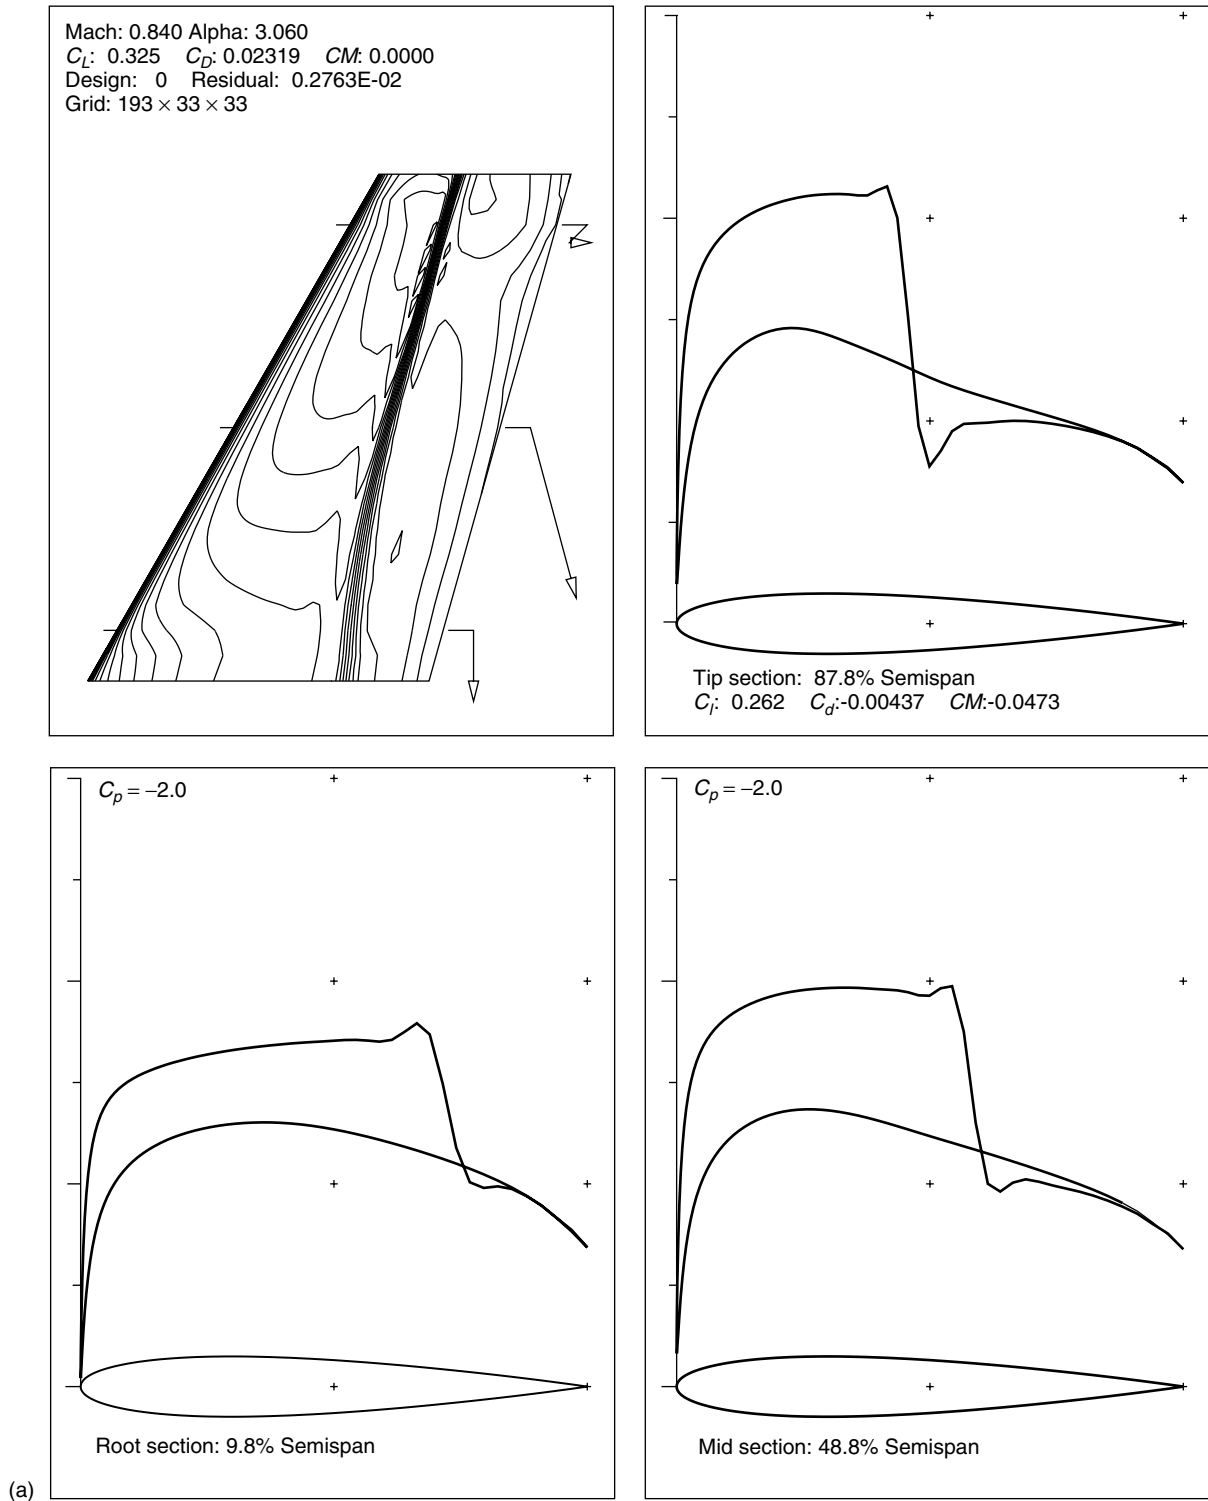 Mach: 0.840 Alpha: 3.060
C_L: 0.325 C_D: 0.02319 CM: 0.0000
Design: 0 Residual: 0.2763E-02
Grid: 193 × 33 × 33
Tip section: 87.8% Semispan
C_l: 0.262 C_d:-0.00437 CM:-0.0473
C_p = −2.0
Root section: 9.8% Semispan
C_p = −2.0
Mid section: 48.8% Semispan
(a)